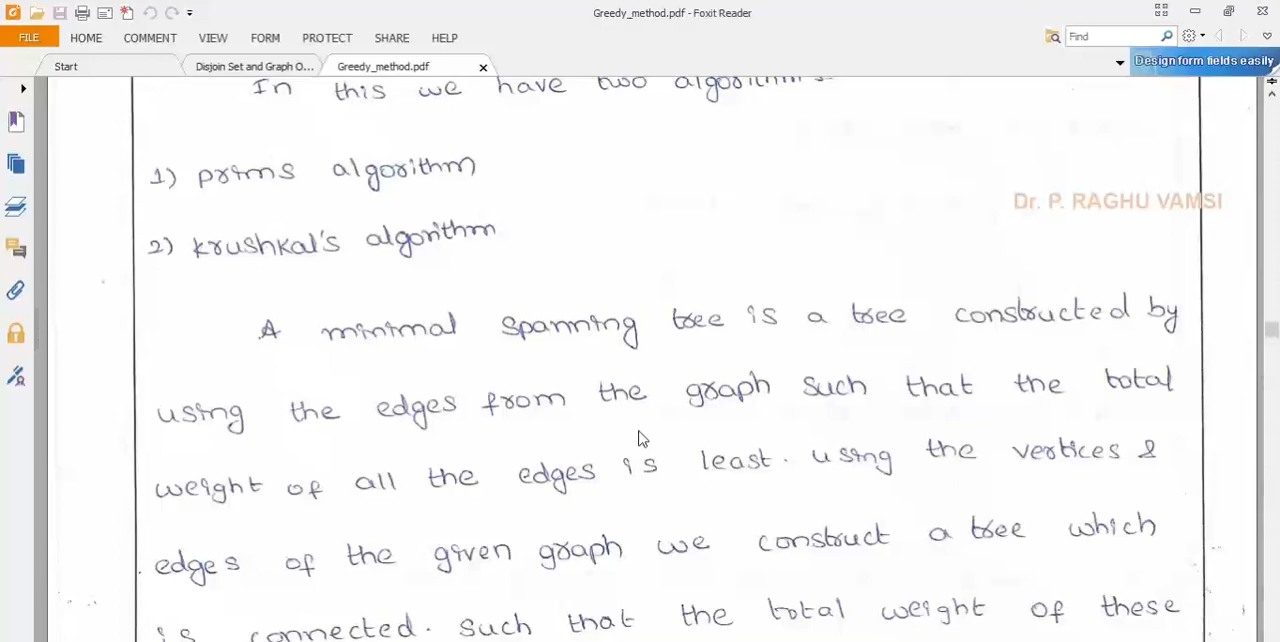 Greedy_method.pdf - Foxit Reader
FILE HOME COMMENT VIEW FORM PROTECT SHARE HELP Find
Start Disjoin Set and Graph O... Greedy_method.pdf Design form fields easily
In this we have two algorithms
1) prims algorithm
Dr. P. RAGHU VAMSI
2) krushkal's algorithm
A minimal spanning tree is a tree constructed by
using the edges from the graph such that the total
weight of all the edges is least. using the vertices &
edges of the given graph we construct a tree which
is connected. such that the total weight of these